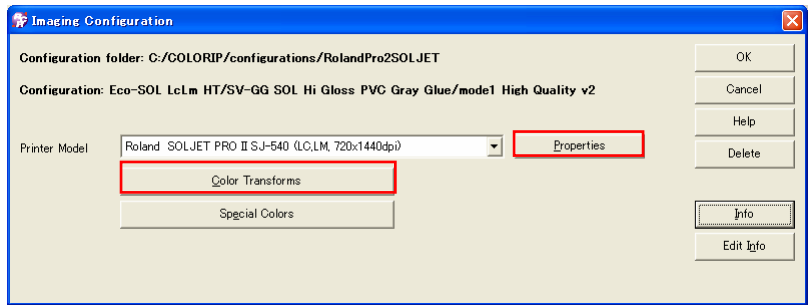 Imaging Configuration
Configuration folder: C:/COLORIP/configurations/RolandPro2SOLJET
OK
Configuration: Eco-SOL LcLm HT/SV-GG SOL Hi Gloss PVC Gray Glue/mode1 High Quality v2
Cancel
Help
Printer Model
Roland SOLJET PRO II SJ-540 (LC,LM, 720x1440dpi)
Properties
Delete
Color Transforms
Special Colors
Info
Edit Info